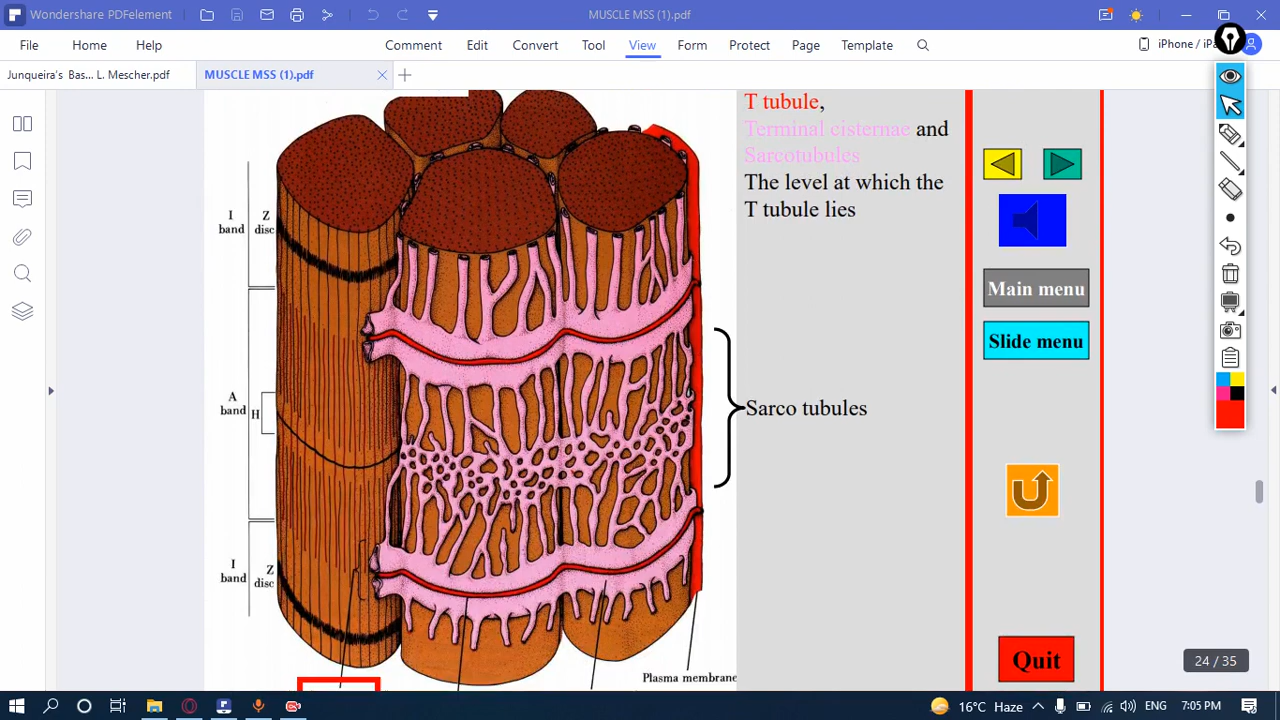 Wondershare PDFelement
MUSCLE MSS (1).pdf
File Home Help Comment Edit Convert Tool View Form Protect Page Template iPhone / iPa
Junqueira's Bas... L. Mescher.pdf
MUSCLE MSS (1).pdf
T tubule,
Terminal cisternae and
Sarcotubules
The level at which the
T tubule lies
I
band
Z
disc
A
band
H
Sarco tubules
I
band
Z
disc
Plasma membrane
Main menu
Slide menu
Quit
24 / 35
16°C Haze
ENG
7:05 PM